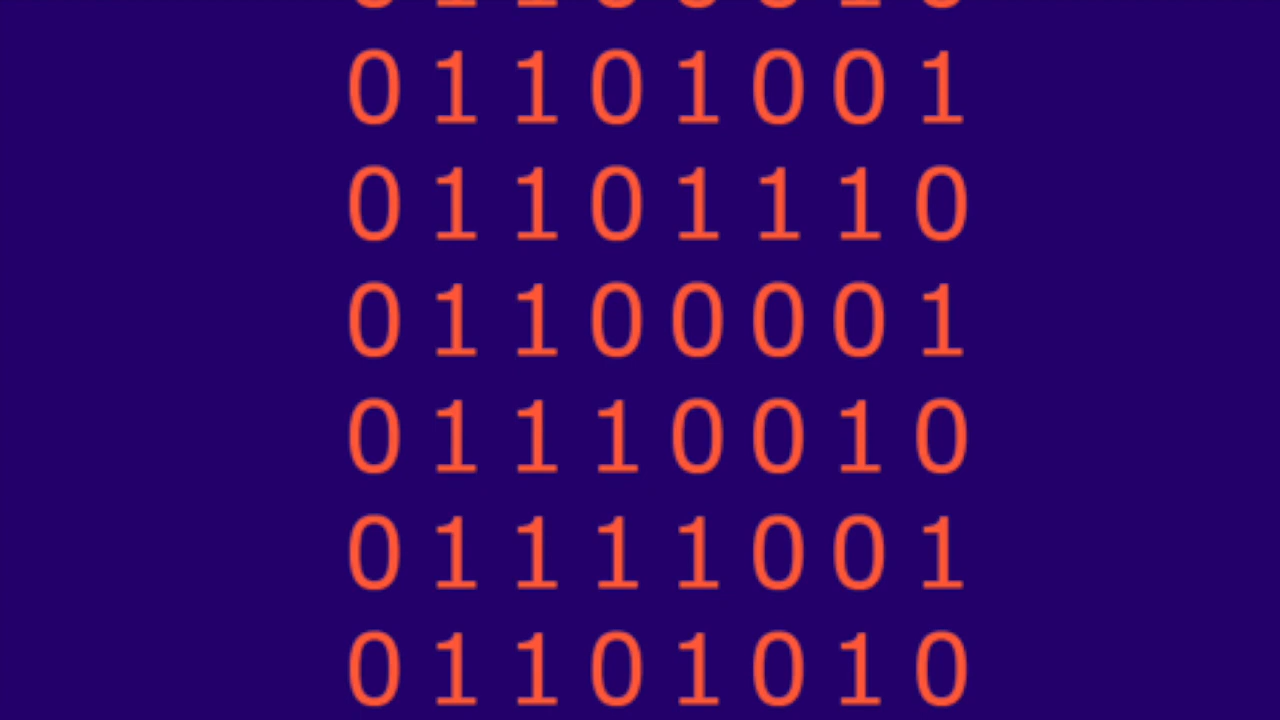 0 1 1 0 1 0 0 1
0 1 1 0 1 1 1 0
0 1 1 0 0 0 0 1
0 1 1 1 0 0 1 0
0 1 1 1 1 0 0 1
0 1 1 0 1 0 1 0